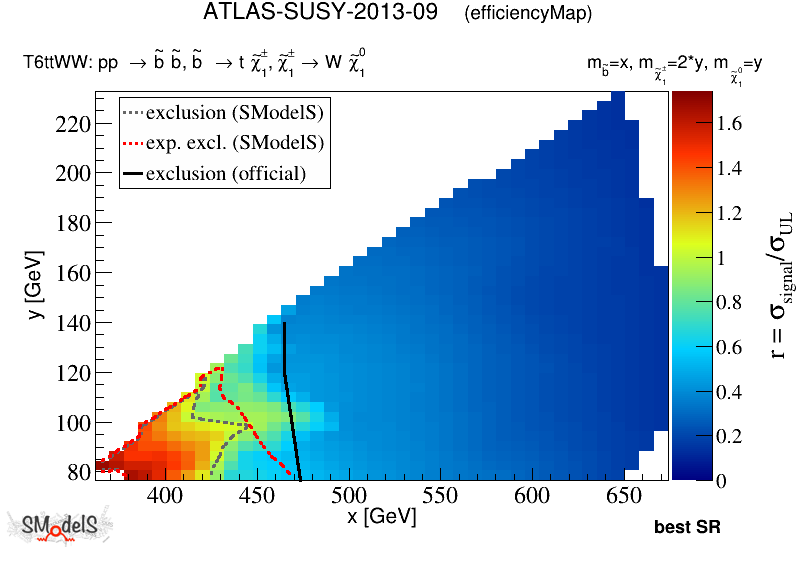 ATLAS-SUSY-2013-09 (efficiencyMap)
T6ttWW: pp → b̃ b̃, b̃ → t χ̃₁±, χ̃₁± → W χ̃₁⁰
m_b̃=x, m_χ̃₁±=2*y, m_χ̃₁⁰=y
exclusion (SModelS)
exp. excl. (SModelS)
exclusion (official)
y [GeV]
220
200
180
160
140
120
100
80
400 450 500 550 600 650
x [GeV]
1.6
1.4
1.2
1
0.8
0.6
0.4
0.2
0
r = σ_signal/σ_UL
SModelS
best SR